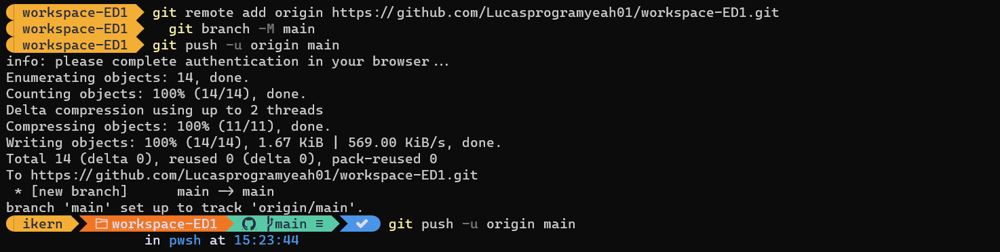 workspace-ED1 git remote add origin https://github.com/Lucasprogramyeah01/workspace-ED1.git
workspace-ED1 git branch -M main
workspace-ED1 git push -u origin main
info: please complete authentication in your browser...
Enumerating objects: 14, done.
Counting objects: 100% (14/14), done.
Delta compression using up to 2 threads
Compressing objects: 100% (11/11), done.
Writing objects: 100% (14/14), 1.67 KiB | 569.00 KiB/s, done.
Total 14 (delta 0), reused 0 (delta 0), pack-reused 0
To https://github.com/Lucasprogramyeah01/workspace-ED1.git
* [new branch] main -> main
branch 'main' set up to track 'origin/main'.
ikern workspace-ED1 main ≡ ✔ git push -u origin main
in pwsh at 15:23:44